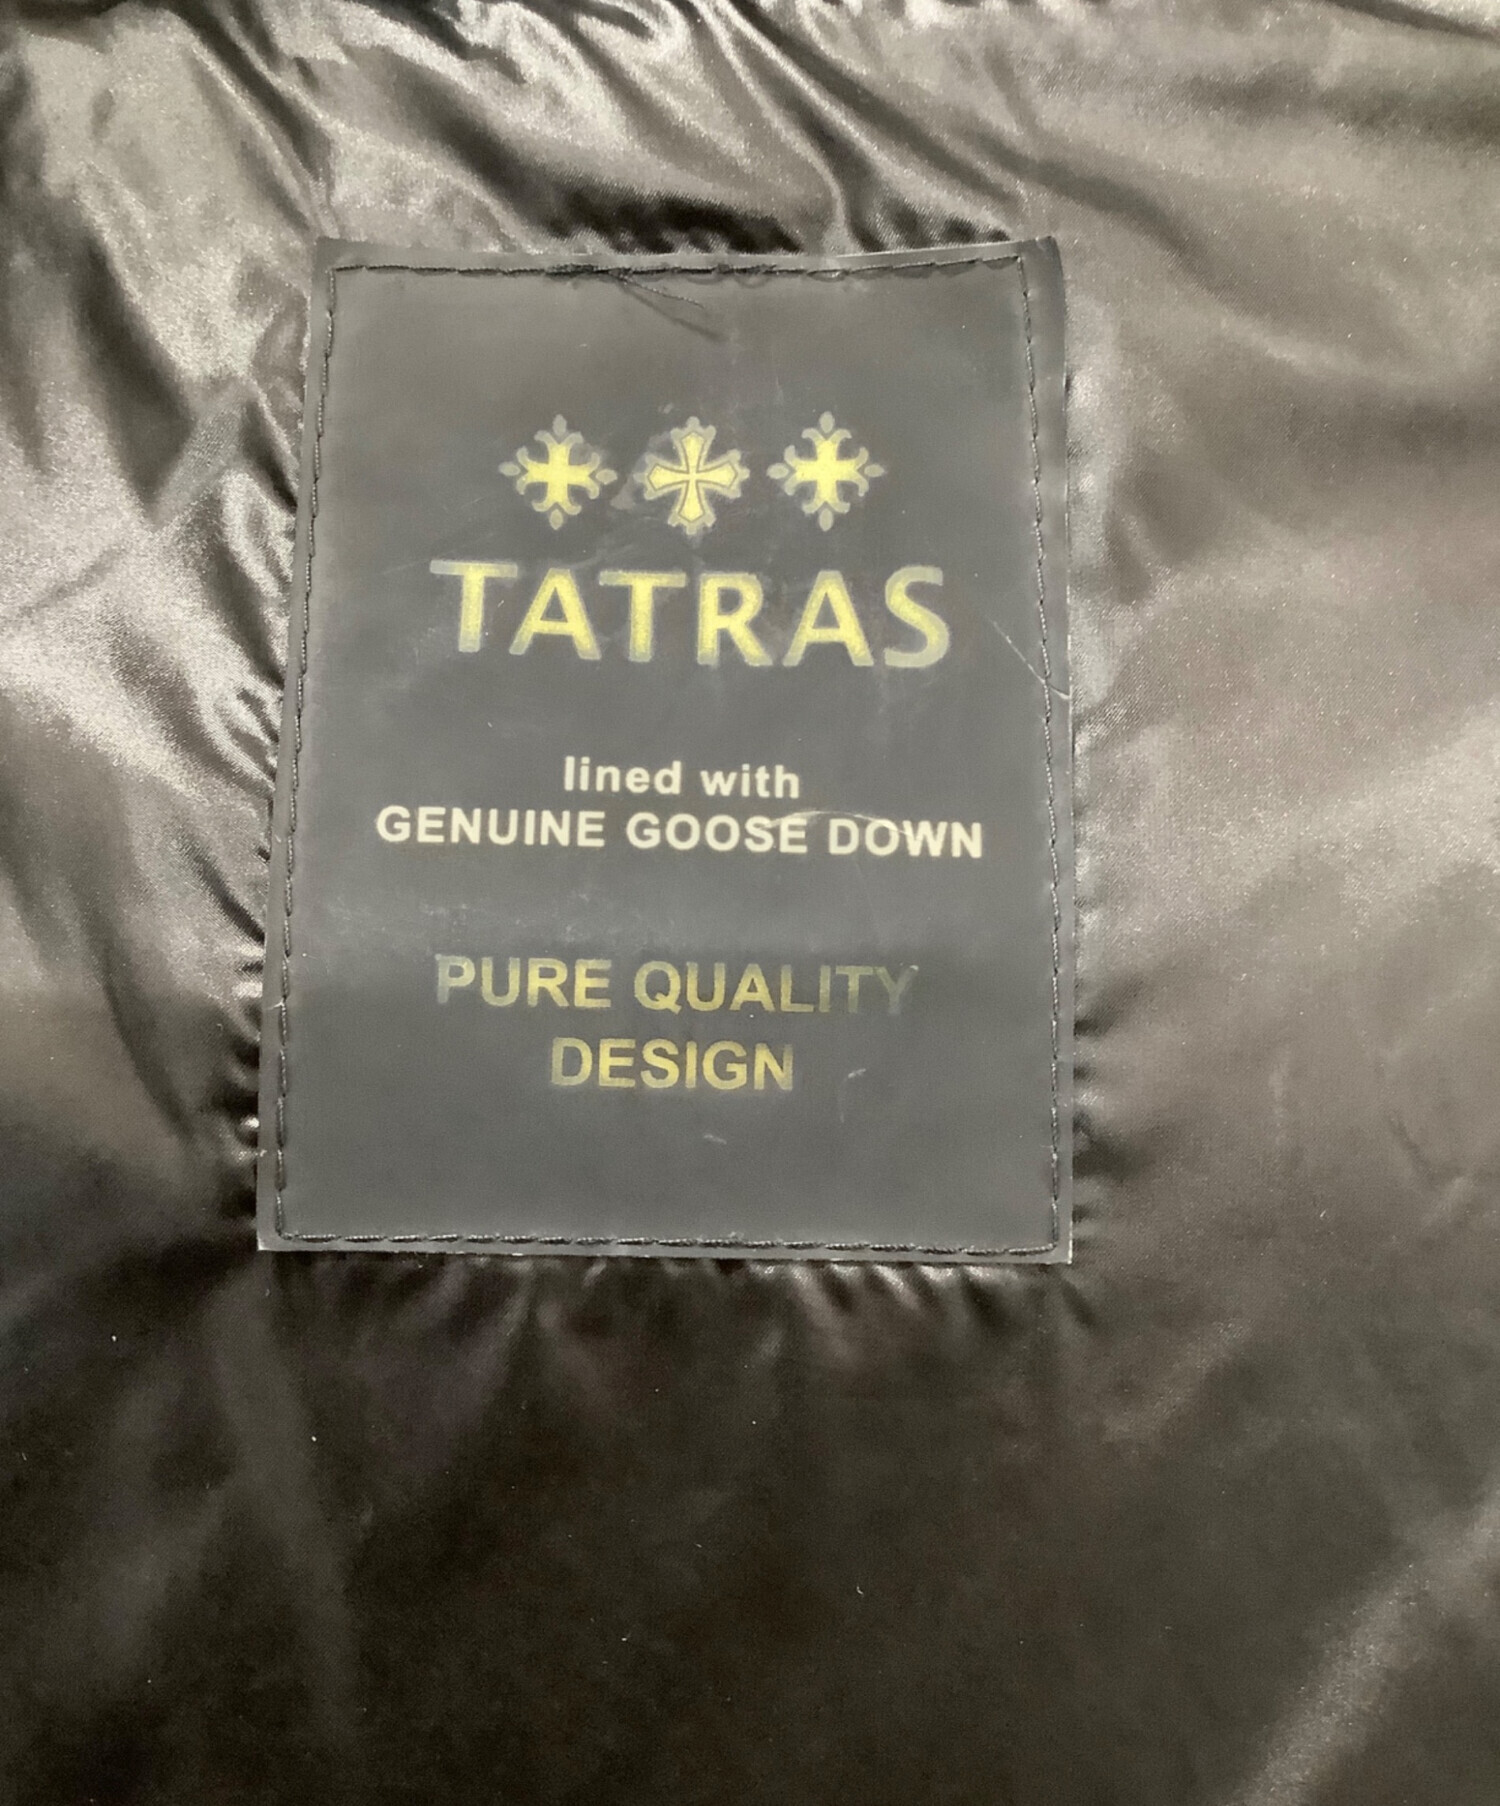 TATRAS
lined with
GENUINE GOOSE DOWN
PURE QUALITY
DESIGN